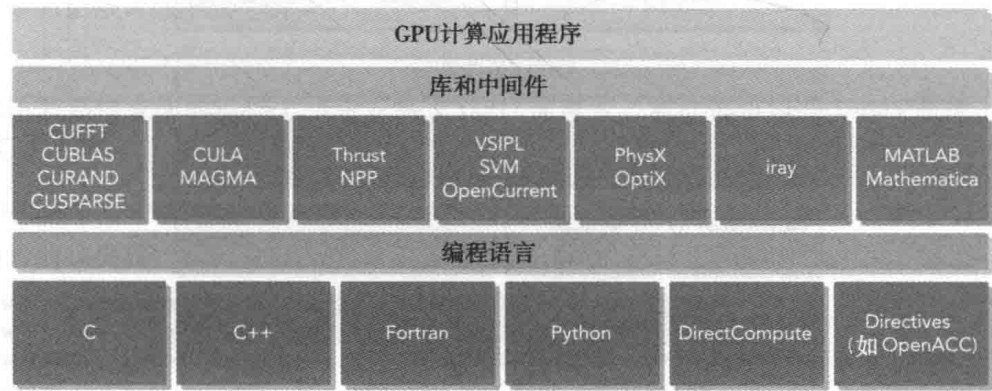 GPU计算应用程序
库和中间件
CUFFT
CUBLAS
CURAND
CUSPARSE
CULA
MAGMA
Thrust
NPP
VSIPL
SVM
OpenCurrent
PhysX
OptiX
iray
MATLAB
Mathematica
编程语言
C
C++
Fortran
Python
DirectCompute
Directives
(如 OpenACC)